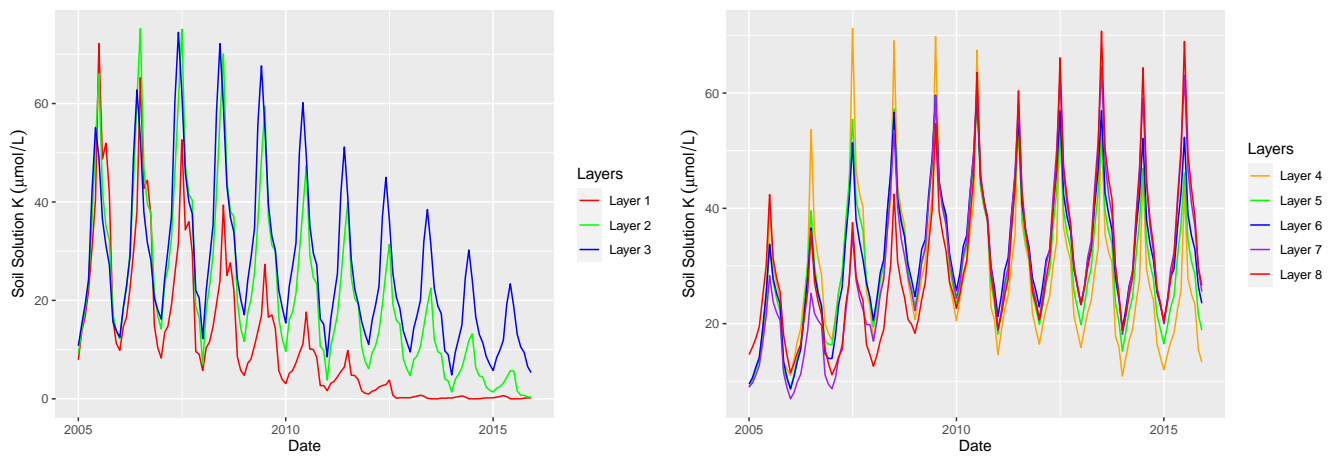 Soil Solution K (μmol/L)
60
40
20
0
2005
2010
2015
Date
Layers
Layer 1
Layer 2
Layer 3
Soil Solution K (μmol/L)
60
40
20
2005
2010
2015
Date
Layers
Layer 4
Layer 5
Layer 6
Layer 7
Layer 8